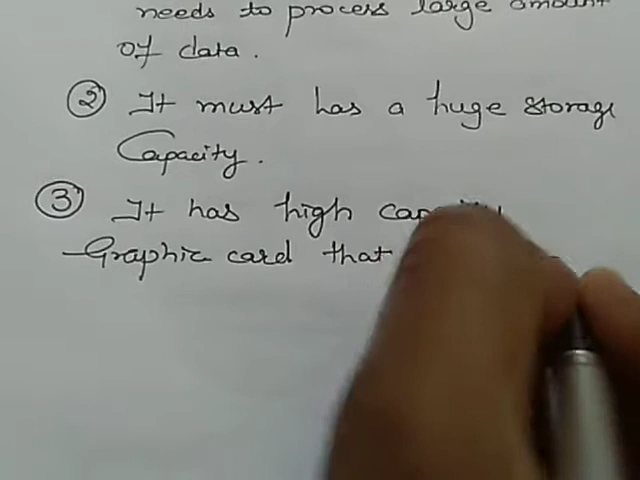 needs to process large amount
of data.
② It must has a huge storage
Capacity.
③ It has high
Graphic card that